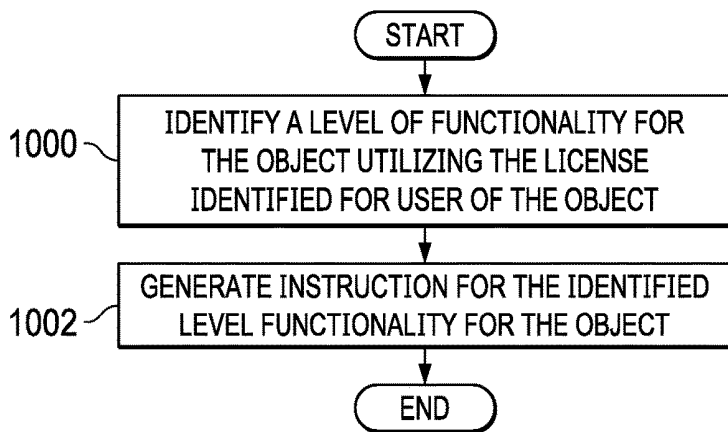 START
1000
IDENTIFY A LEVEL OF FUNCTIONALITY FOR
THE OBJECT UTILIZING THE LICENSE
IDENTIFIED FOR USER OF THE OBJECT
1002
GENERATE INSTRUCTION FOR THE IDENTIFIED
LEVEL FUNCTIONALITY FOR THE OBJECT
END